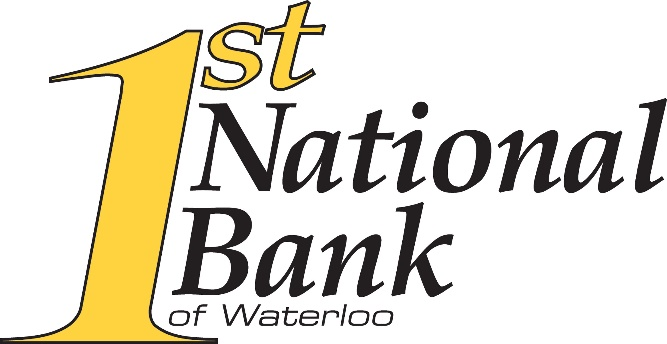 1st
National
Bank
of Waterloo